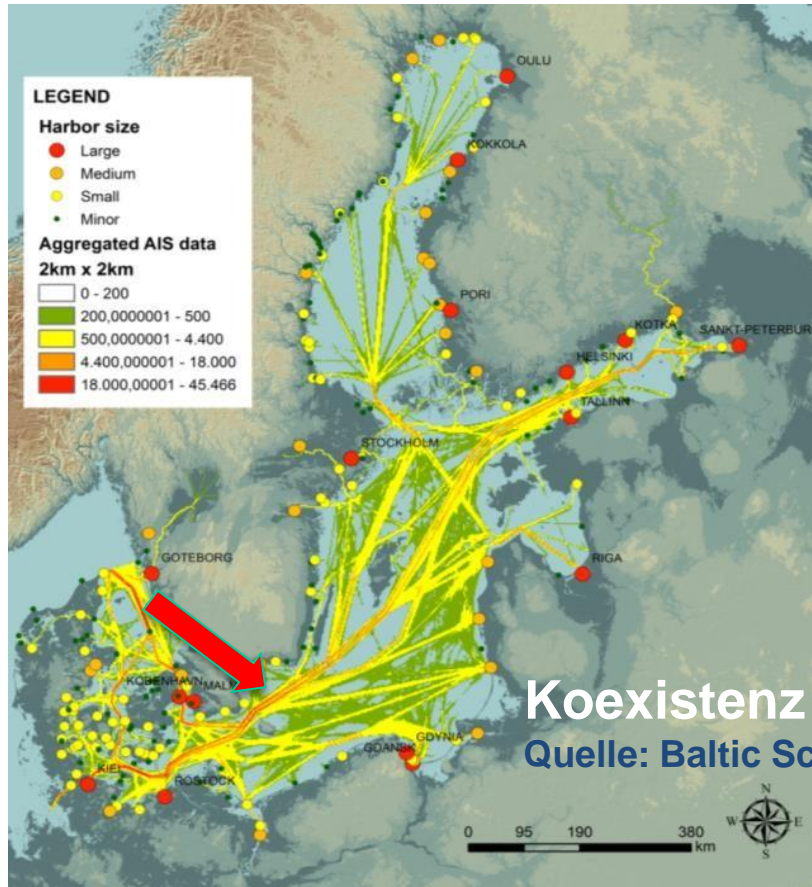 LEGEND
Harbor size
Large
Medium
Small
Minor
Aggregated AIS data
2km x 2km
0 - 200
200,0000001 - 500
500,0000001 - 4.400
4.400,000001 - 18.000
18.000,00001 - 45.466
OULU
KOKKOLA
PORI
KOTKA
SANKT-PETERBUR
HELSINKI
TALLINN
STOCKHOLM
GOTEBORG
RIGA
KOBENHAVN
MALM
Koexistenz
GDYNIA
GDANSK
Quelle: Baltic Sc
KIEL
ROSTOCK
N
W E
S
0 95 190 380
km